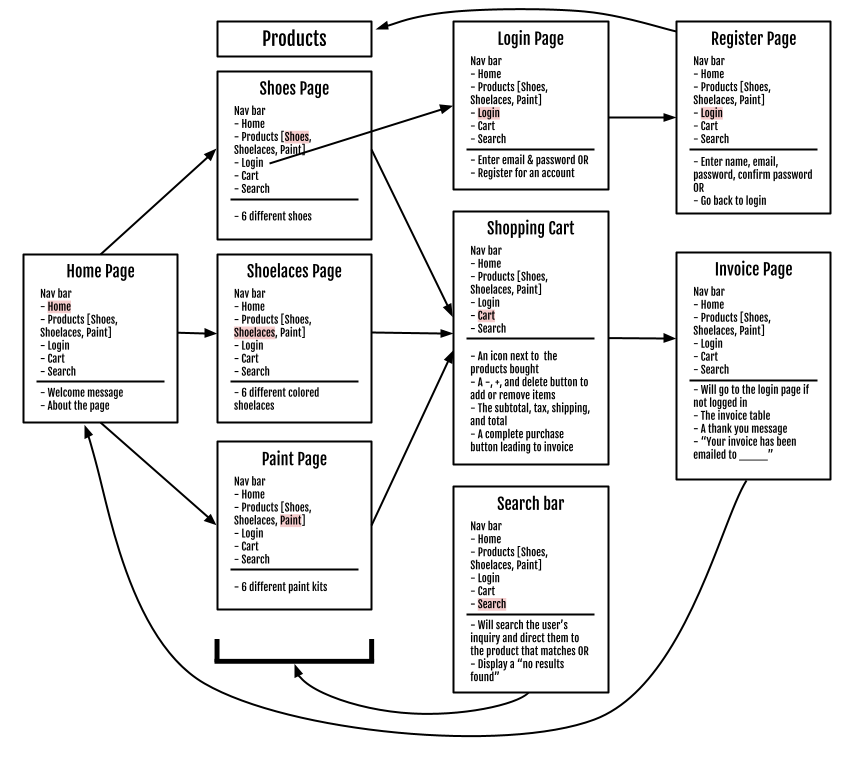 Products
Shoes Page
Nav bar
- Home
- Products [Shoes,
Shoelaces, Paint]
- Login
- Cart
- Search
- 6 different shoes
Login Page
Nav bar
- Home
- Products [Shoes,
Shoelaces, Paint]
- Login
- Cart
- Search
- Enter email & password OR
- Register for an account
Register Page
Nav bar
- Home
- Products [Shoes,
Shoelaces, Paint]
- Login
- Cart
- Search
- Enter name, email,
password, confirm password
OR
- Go back to login
Home Page
Nav bar
- Home
- Products [Shoes,
Shoelaces, Paint]
- Login
- Cart
- Search
- Welcome message
- About the page
Shoelaces Page
Nav bar
- Home
- Products [Shoes,
Shoelaces, Paint]
- Login
- Cart
- Search
- 6 different colored
shoelaces
Shopping Cart
Nav bar
- Home
- Products [Shoes,
Shoelaces, Paint]
- Login
- Cart
- Search
- An icon next to the
products bought
- A -, +, and delete button to
add or remove items
- The subtotal, tax, shipping,
and total
- A complete purchase
button leading to invoice
Invoice Page
Nav bar
- Home
- Products [Shoes,
Shoelaces, Paint]
- Login
- Cart
- Search
- Will go to the login page if
not logged in
- The invoice table
- A thank you message
- “Your invoice has been
emailed to _____”
Paint Page
Nav bar
- Home
- Products [Shoes,
Shoelaces, Paint]
- Login
- Cart
- Search
- 6 different paint kits
Search bar
Nav bar
- Home
- Products [Shoes,
Shoelaces, Paint]
- Login
- Cart
- Search
- Will search the user’s
inquiry and direct them to
the product that matches OR
- Display a “no results
found”